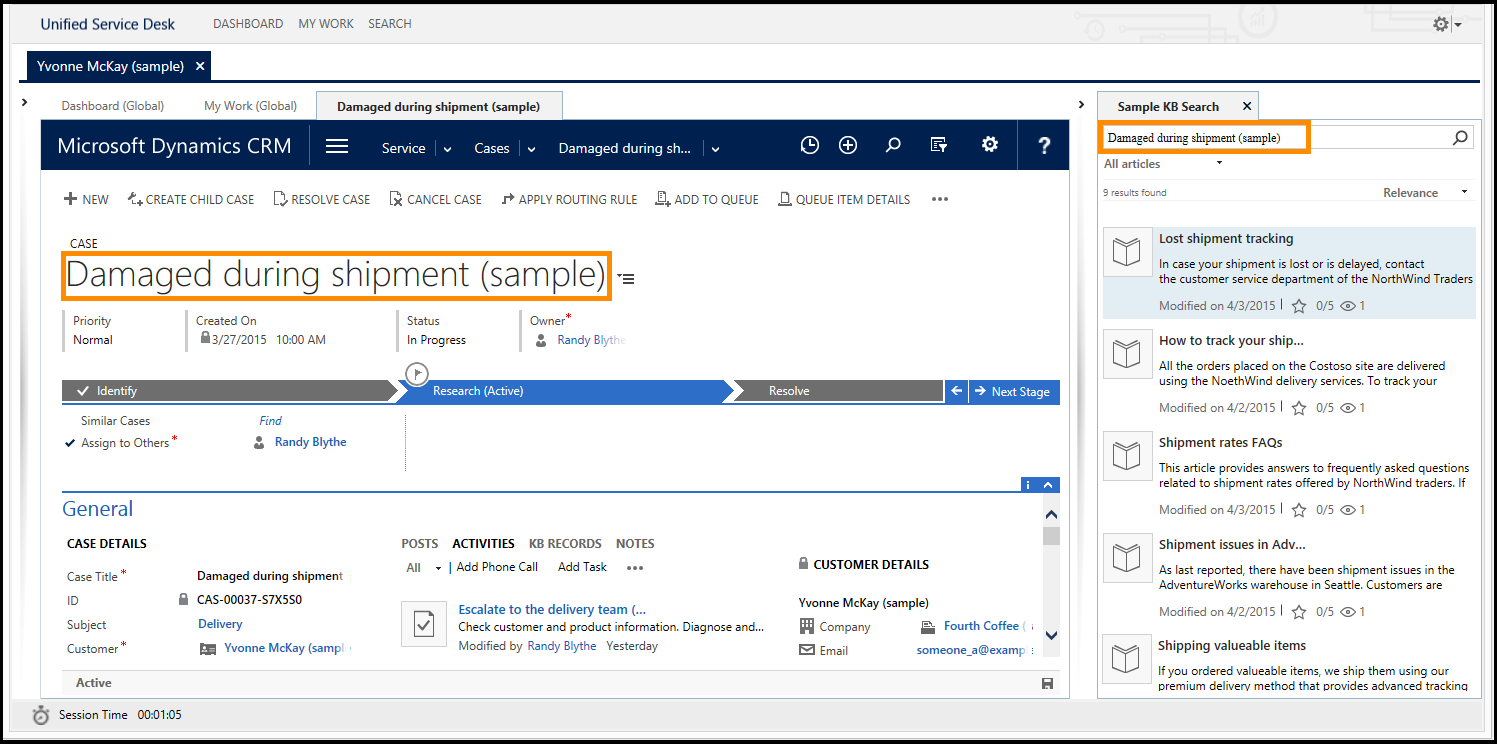 Unified Service Desk DASHBOARD MY WORK SEARCH
Yvonne McKay (sample) ×
Dashboard (Global) My Work (Global) Damaged during shipment (sample)
Microsoft Dynamics CRM Service Cases Damaged during sh... ?
NEW CREATE CHILD CASE RESOLVE CASE CANCEL CASE APPLY ROUTING RULE ADD TO QUEUE QUEUE ITEM DETAILS ...
CASE
Damaged during shipment (sample)
Priority Created On Status Owner*
Normal 3/27/2015 10:00 AM In Progress Randy Blythe
Identify Research (Active) Resolve Next Stage
Similar Cases Find
Assign to Others* Randy Blythe
General
CASE DETAILS
Case Title* Damaged during shipment
ID CAS-00037-S7X5S0
Subject Delivery
Customer* Yvonne McKay (sample
POSTS ACTIVITIES KB RECORDS NOTES
All | Add Phone Call Add Task ...
Escalate to the delivery team (...
Check customer and product information. Diagnose and...
Modified by Randy Blythe Yesterday
CUSTOMER DETAILS
Yvonne McKay (sample)
Company Fourth Coffee (
Email someone_a@examp
Active
Session Time 00:01:05
Sample KB Search ×
Damaged during shipment (sample)
All articles
9 results found Relevance
Lost shipment tracking
In case your shipment is lost or is delayed, contact
the customer service department of the NorthWind Traders
Modified on 4/3/2015 | 0/5 1
How to track your ship...
All the orders placed on the Costoso site are delivered
using the NoethWind delivery services. To track your
Modified on 4/2/2015 | 0/5 1
Shipment rates FAQs
This article provides answers to frequently asked questions
related to shipment rates offered by NorthWind traders. If
Modified on 4/3/2015 | 0/5 1
Shipment issues in Adv...
As last reported, there have been shipment issues in the
AdventureWorks warehouse in Seattle. Customers are
Modified on 4/2/2015 | 0/5 1
Shipping valueable items
If you ordered valueable items, we ship them using our
premium delivery method that provides advanced tracking